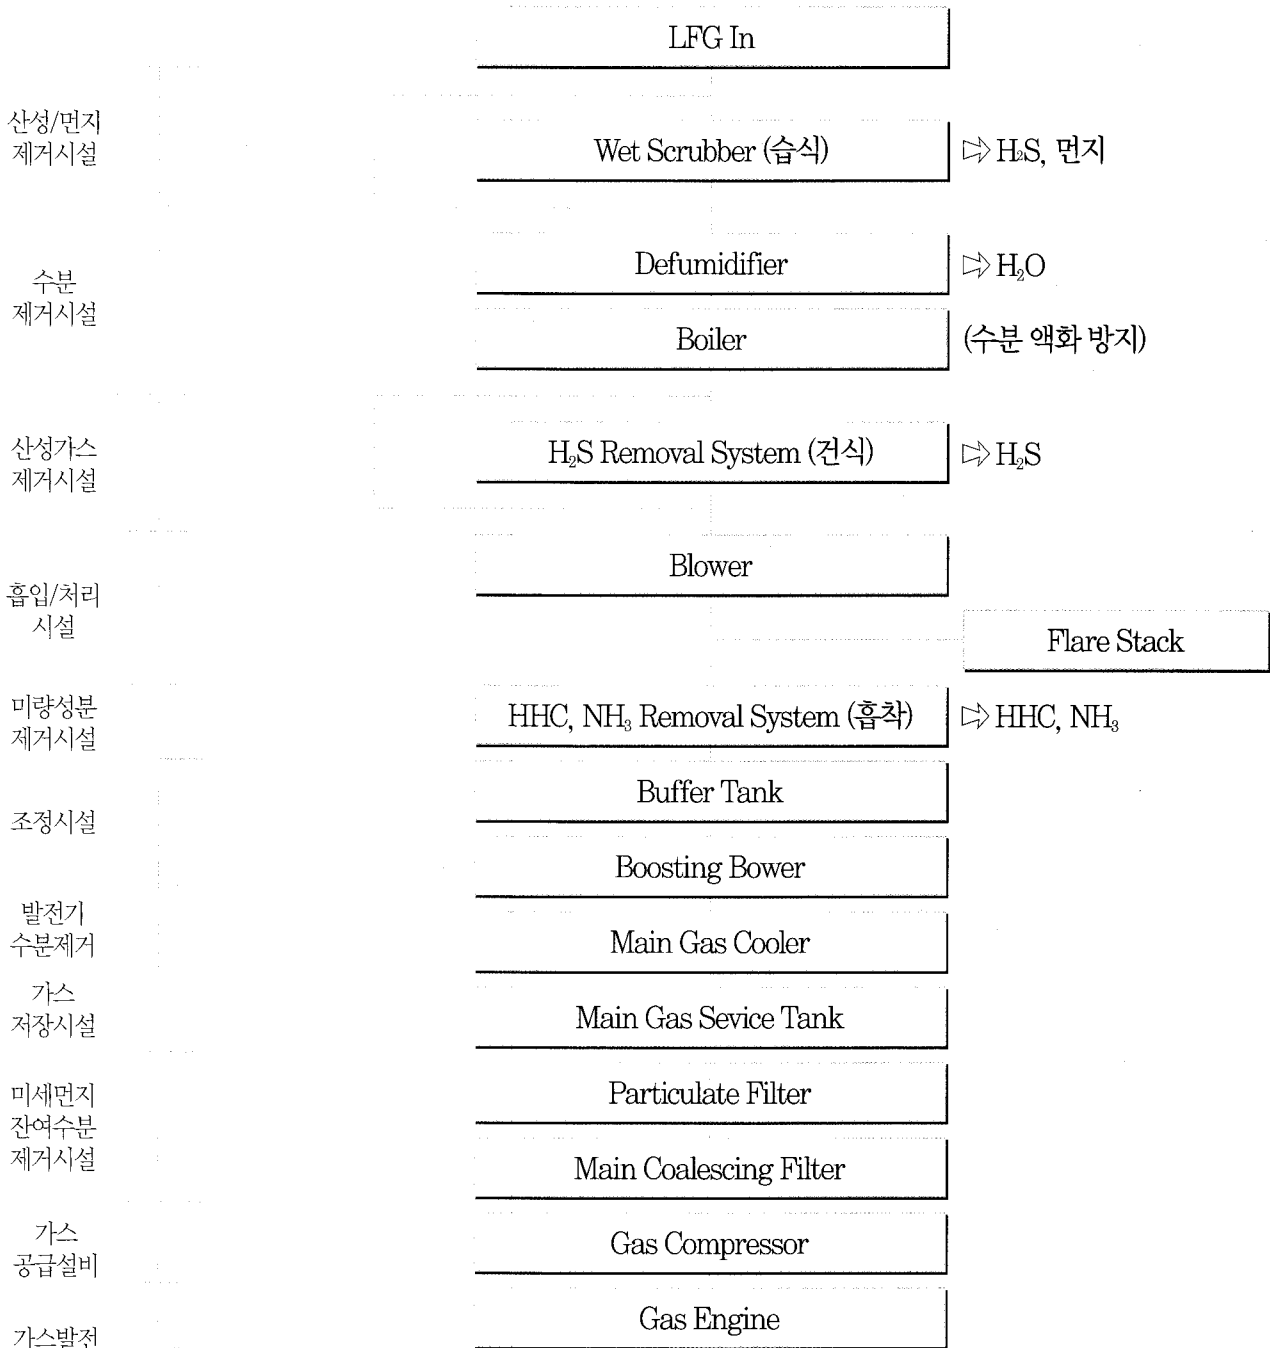 LFG In
산성/먼지
제거시설
Wet Scrubber (습식)
H₂S, 먼지
수분
제거시설
Defumidifier
H₂O
Boiler
(수분 액화 방지)
산성가스
제거시설
H₂S Removal System (건식)
H₂S
흡입/처리
시설
Blower
Flare Stack
미량성분
제거시설
HHC, NH₃ Removal System (흡착)
HHC, NH₃
조정시설
Buffer Tank
Boosting Bower
발전기
수분제거
Main Gas Cooler
가스
저장시설
Main Gas Sevice Tank
미세먼지
잔여수분
제거시설
Particulate Filter
Main Coalescing Filter
가스
공급설비
Gas Compressor
가스발전
Gas Engine